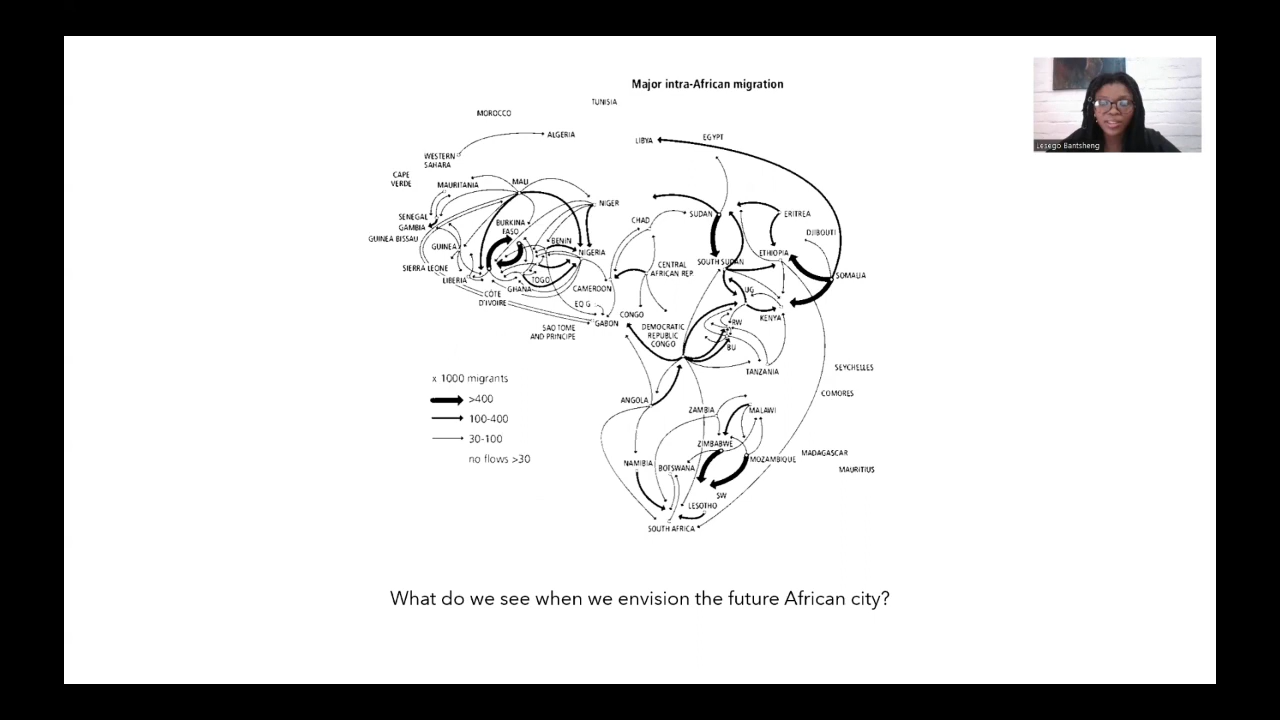 Major intra-African migration
TUNISIA
MOROCCO
ALGERIA
LIBYA
EGYPT
WESTERN
SAHARA
CAPE
VERDE
MAURITANIA
MALI
NIGER
SENEGAL
GAMBIA
GUINEA BISSAU
BURKINA
FASO
CHAD
SUDAN
ERITREA
DJIBOUTI
GUINEA
BENIN
NIGERIA
ETHIOPIA
SOUTH SUDAN
SIERRA LEONE
LIBERIA
TOGO
GHANA
CAMEROON
CENTRAL
AFRICAN REP.
SOMALIA
CÔTE
D'IVOIRE
EQ G
UG
GABON
CONGO
KENYA
RW
SAO TOME
AND PRINCIPE
DEMOCRATIC
REPUBLIC
CONGO
BU
TANZANIA
SEYCHELLES
COMORES
ANGOLA
ZAMBIA
MALAWI
ZIMBABWE
MOZAMBIQUE
MADAGASCAR
MAURITIUS
NAMIBIA
BOTSWANA
SW
LESOTHO
SOUTH AFRICA
x 1000 migrants
>400
100-400
30-100
no flows >30
Lesego Bantsheng
What do we see when we envision the future African city?